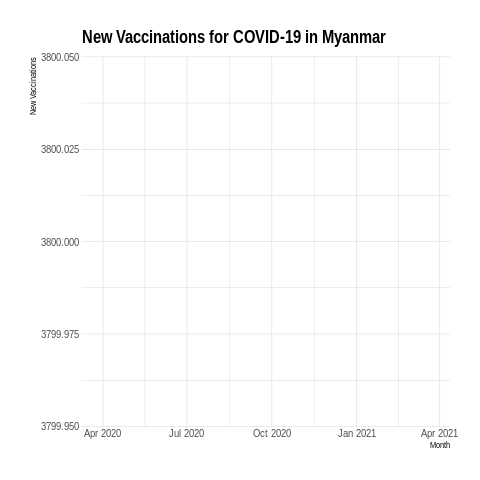 New Vaccinations for COVID-19 in Myanmar
New Vaccinations
3800.050
3800.025
3800.000
3799.975
3799.950
Apr 2020 Jul 2020 Oct 2020 Jan 2021 Apr 2021
Month